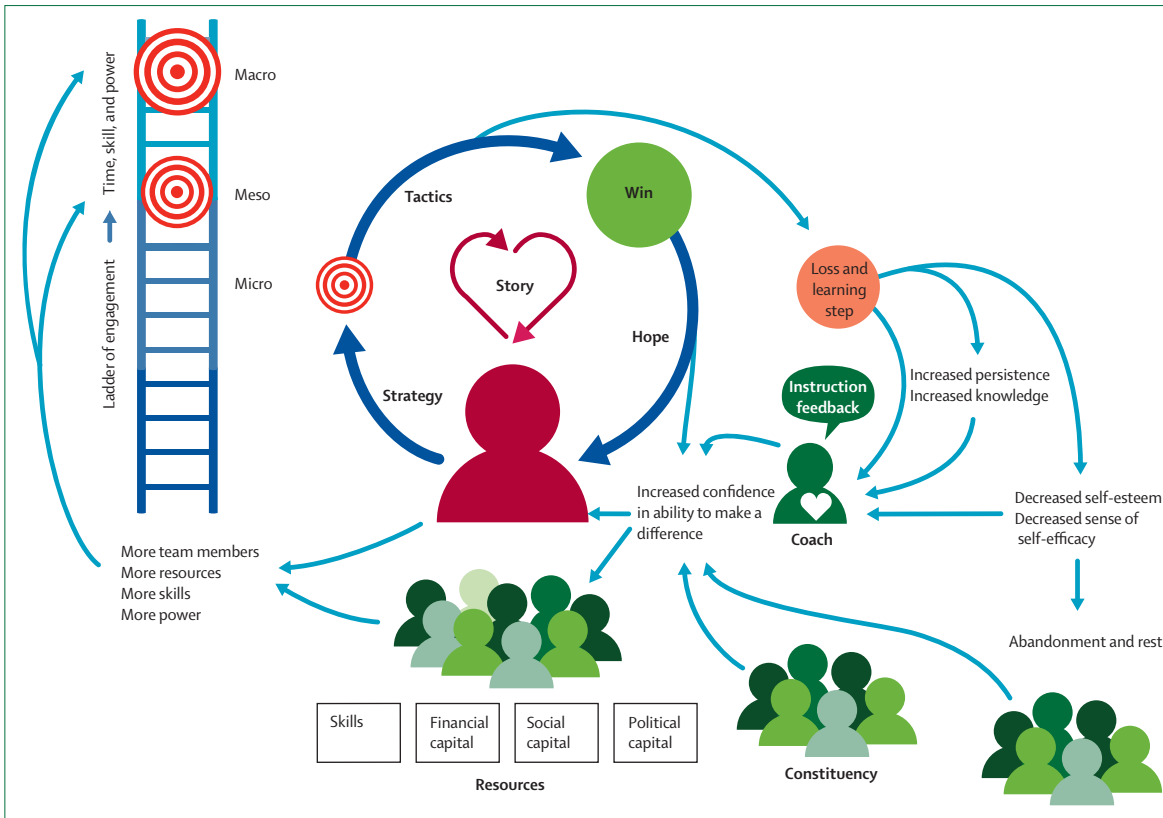 Time, skill, and power
Ladder of engagement
Macro
Meso
Micro
Tactics
Win
Story
Hope
Strategy
Loss and
learning
step
Instruction
feedback
Increased persistence
Increased knowledge
Increased confidence
in ability to make a
difference
Coach
Decreased self-esteem
Decreased sense of
self-efficacy
More team members
More resources
More skills
More power
Abandonment and rest
Skills
Financial
capital
Social
capital
Political
capital
Resources
Constituency